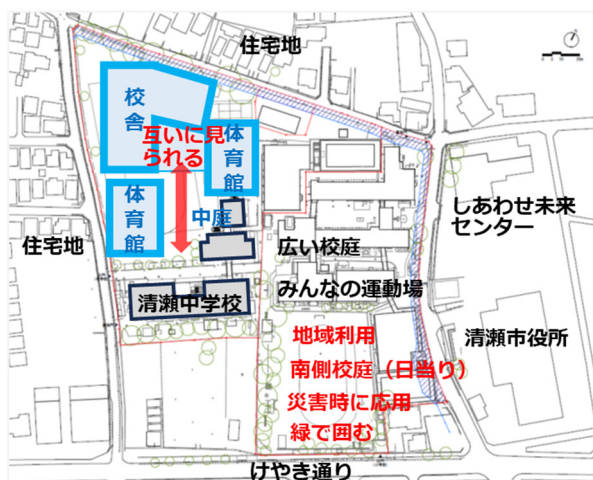 住宅地
校舎
互いに見
られる
体育館
体育館
中庭
しあわせ未来
センター
住宅地
広い校庭
清瀬中学校
みんなの運動場
清瀬市役所
地域利用
南側校庭（日当り）
災害時に応用
緑で囲む
けやき通り